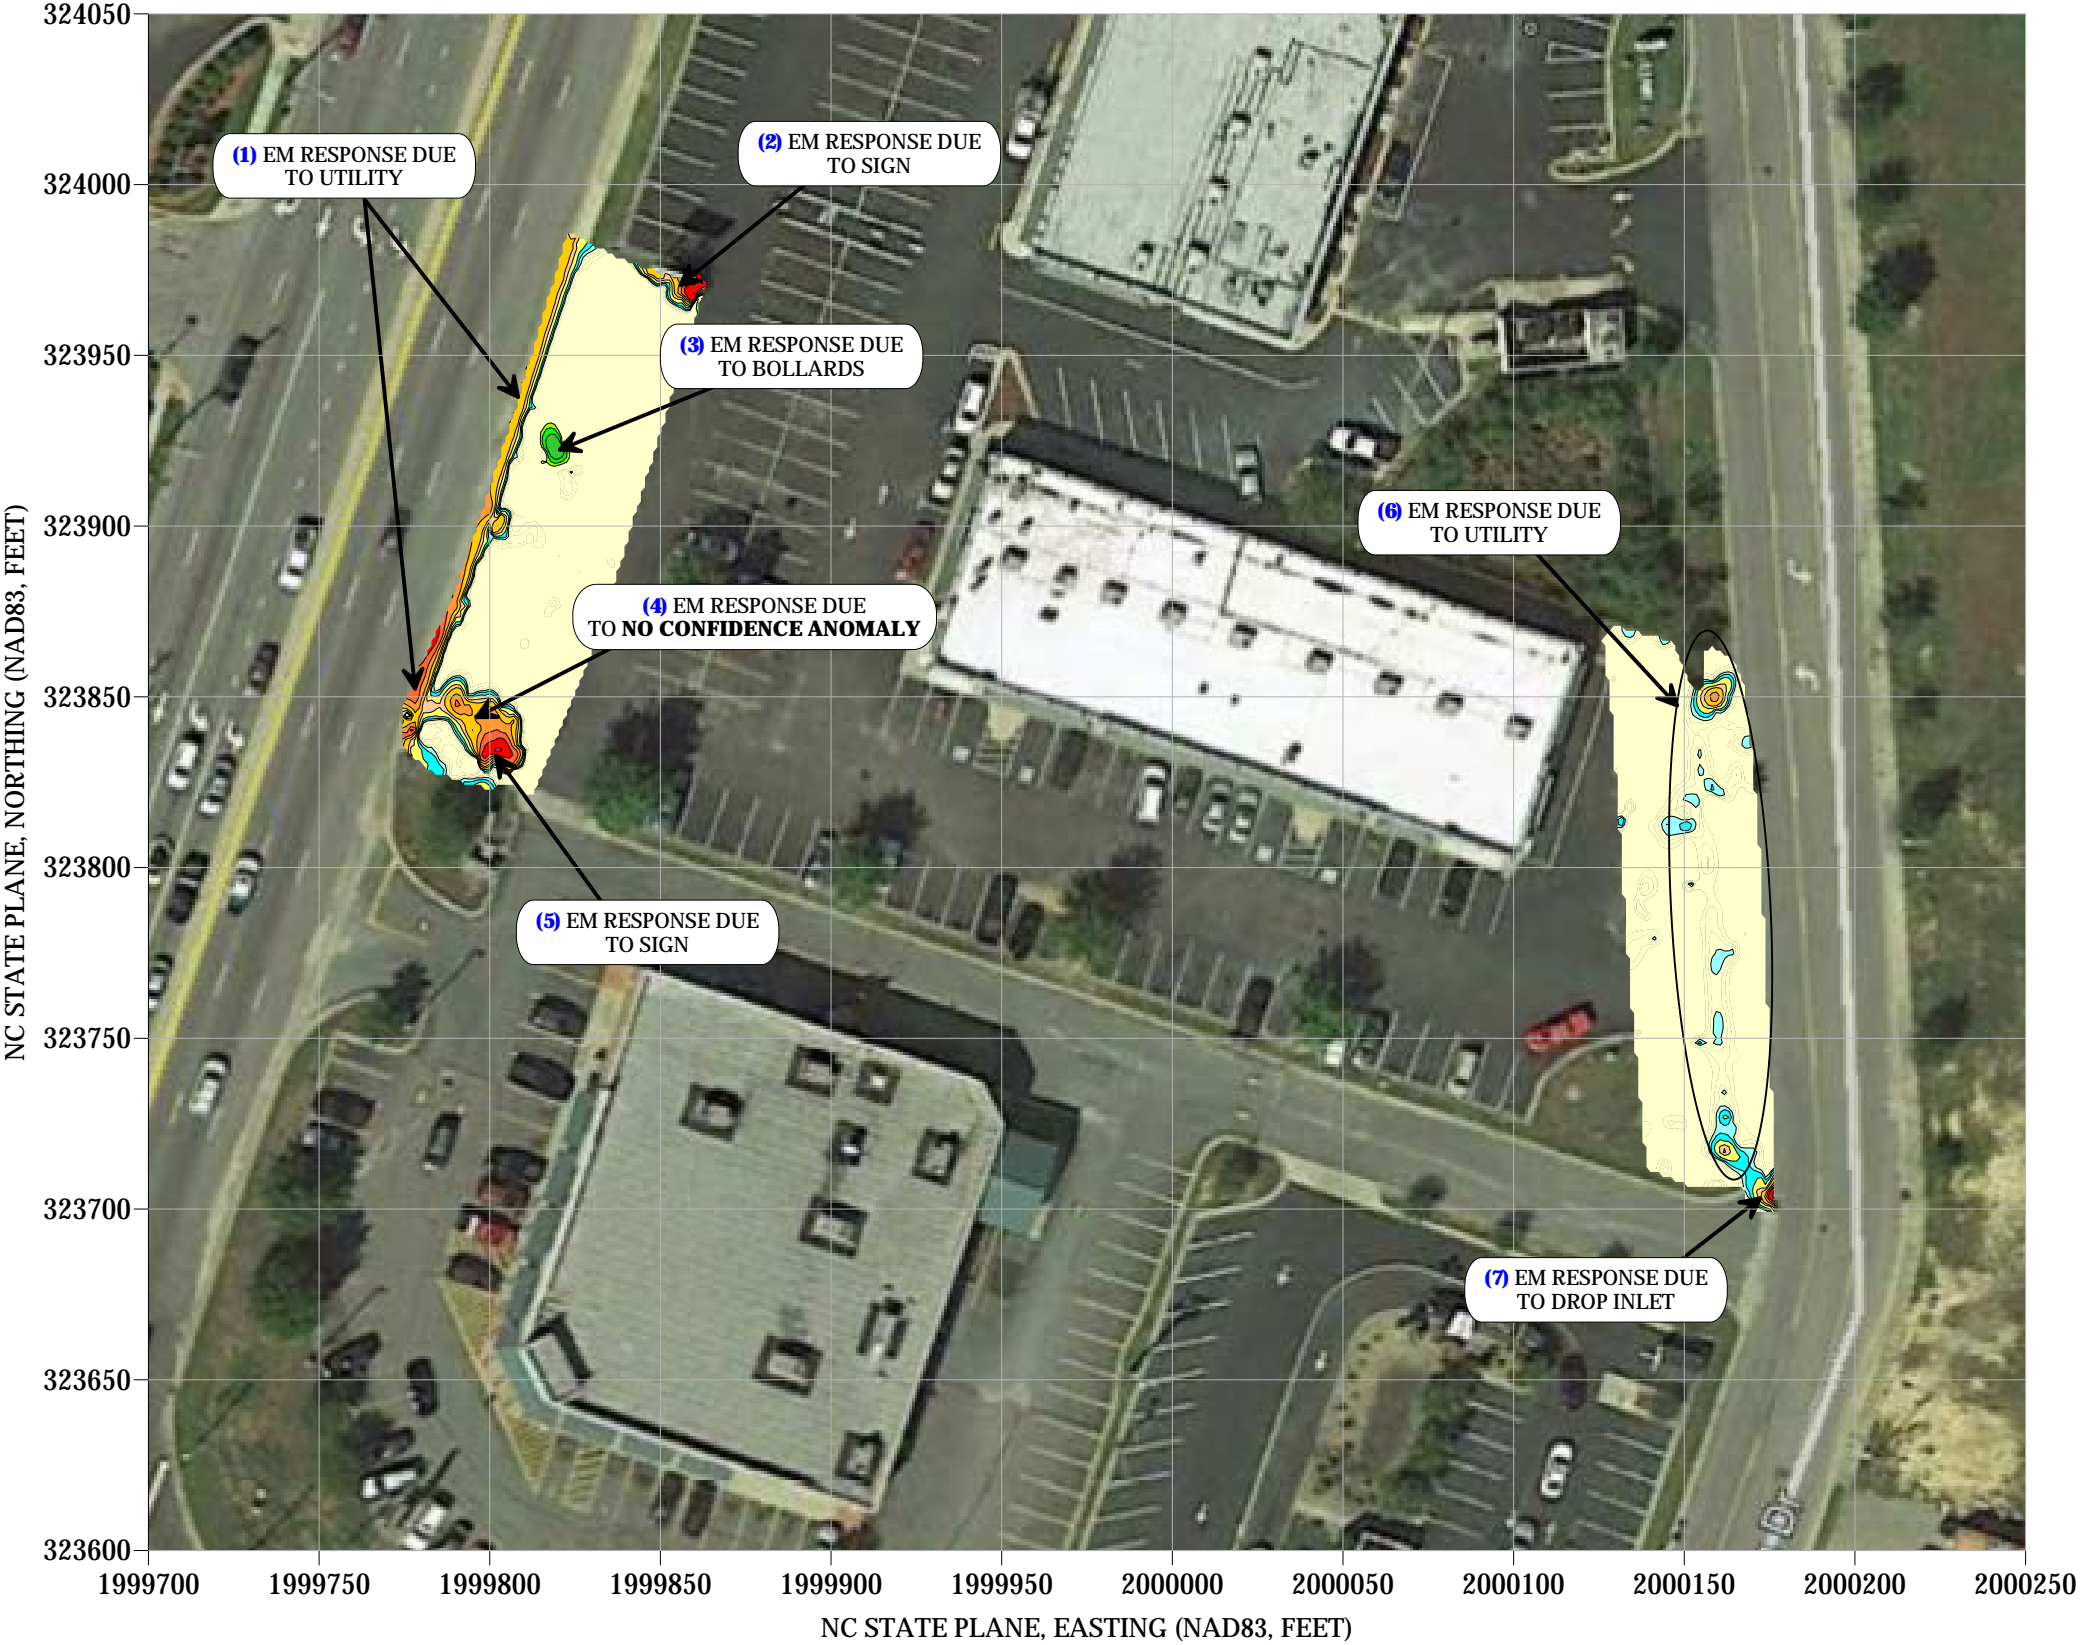 324050
324000
323950
323900
323850
323800
323750
323700
323650
323600
NC STATE PLANE, NORTHING (NAD83, FEET)
(1) EM RESPONSE DUE
TO UTILITY
(2) EM RESPONSE DUE
TO SIGN
(3) EM RESPONSE DUE
TO BOLLARDS
(4) EM RESPONSE DUE
TO NO CONFIDENCE ANOMALY
(5) EM RESPONSE DUE
TO SIGN
(6) EM RESPONSE DUE
TO UTILITY
(7) EM RESPONSE DUE
TO DROP INLET
Dr
1999700 1999750 1999800 1999850 1999900 1999950 2000000 2000050 2000100 2000150 2000200 2000250
NC STATE PLANE, EASTING (NAD83, FEET)